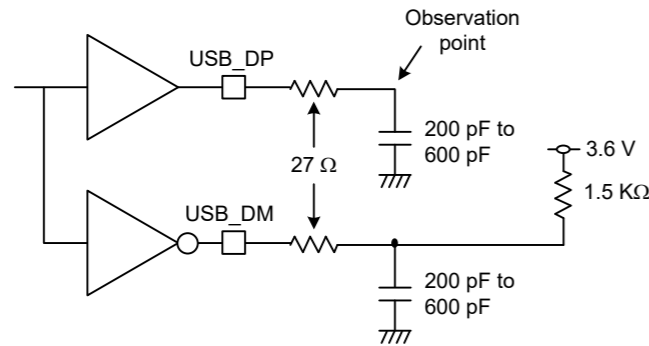 Observation
point
USB_DP
200 pF to
600 pF
3.6 V
27 Ω
1.5 KΩ
USB_DM
200 pF to
600 pF